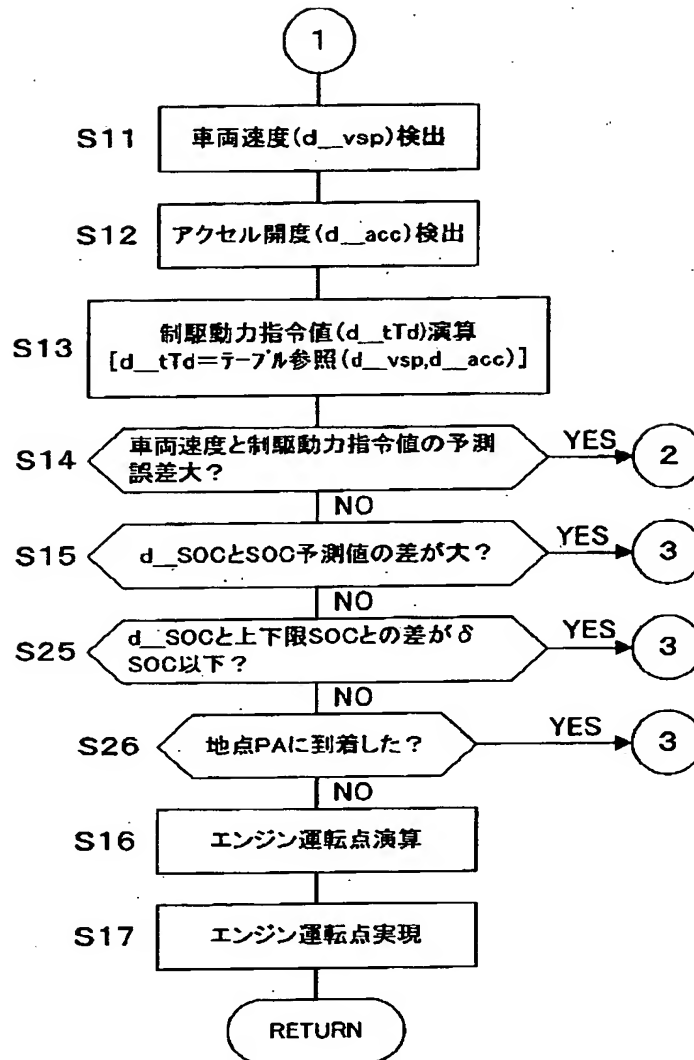 1
S11
車両速度(d__vsp)検出
S12
アクセル開度(d__acc)検出
S13
制駆動力指令値(d__tTd)演算
[d__tTd=テーブル参照(d__vsp,d__acc)]
S14
車両速度と制駆動力指令値の予測
誤差大?
YES
2
NO
S15
d__SOCとSOC予測値の差が大?
YES
3
NO
S25
d__SOCと上下限SOCとの差がδ
SOC以下?
YES
3
NO
S26
地点PAに到着した?
YES
3
NO
S16
エンジン運転点演算
S17
エンジン運転点実現
RETURN